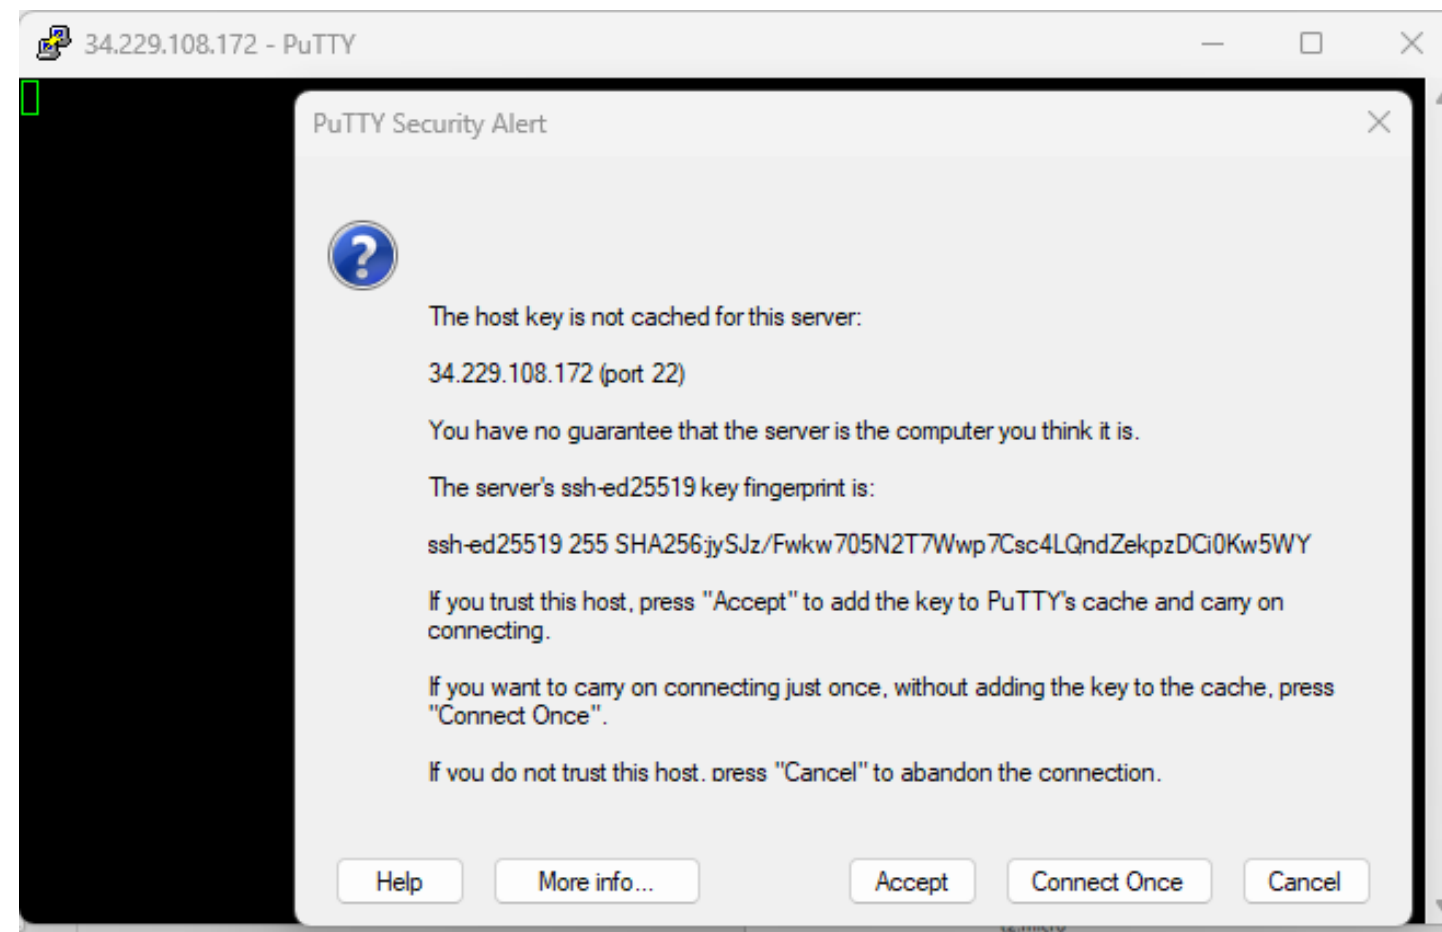 34.229.108.172 - PuTTY
PuTTY Security Alert
The host key is not cached for this server:
34.229.108.172 (port 22)
You have no guarantee that the server is the computer you think it is.
The server's ssh-ed25519 key fingerprint is:
ssh-ed25519 255 SHA256:jySJz/Fwkw705N2T7Wwp7Csc4LQndZekpzDCi0Kw5WY
If you trust this host, press "Accept" to add the key to PuTTY's cache and carry on
connecting.
If you want to carry on connecting just once, without adding the key to the cache, press
"Connect Once".
If you do not trust this host, press "Cancel" to abandon the connection.
Help
More info...
Accept
Connect Once
Cancel